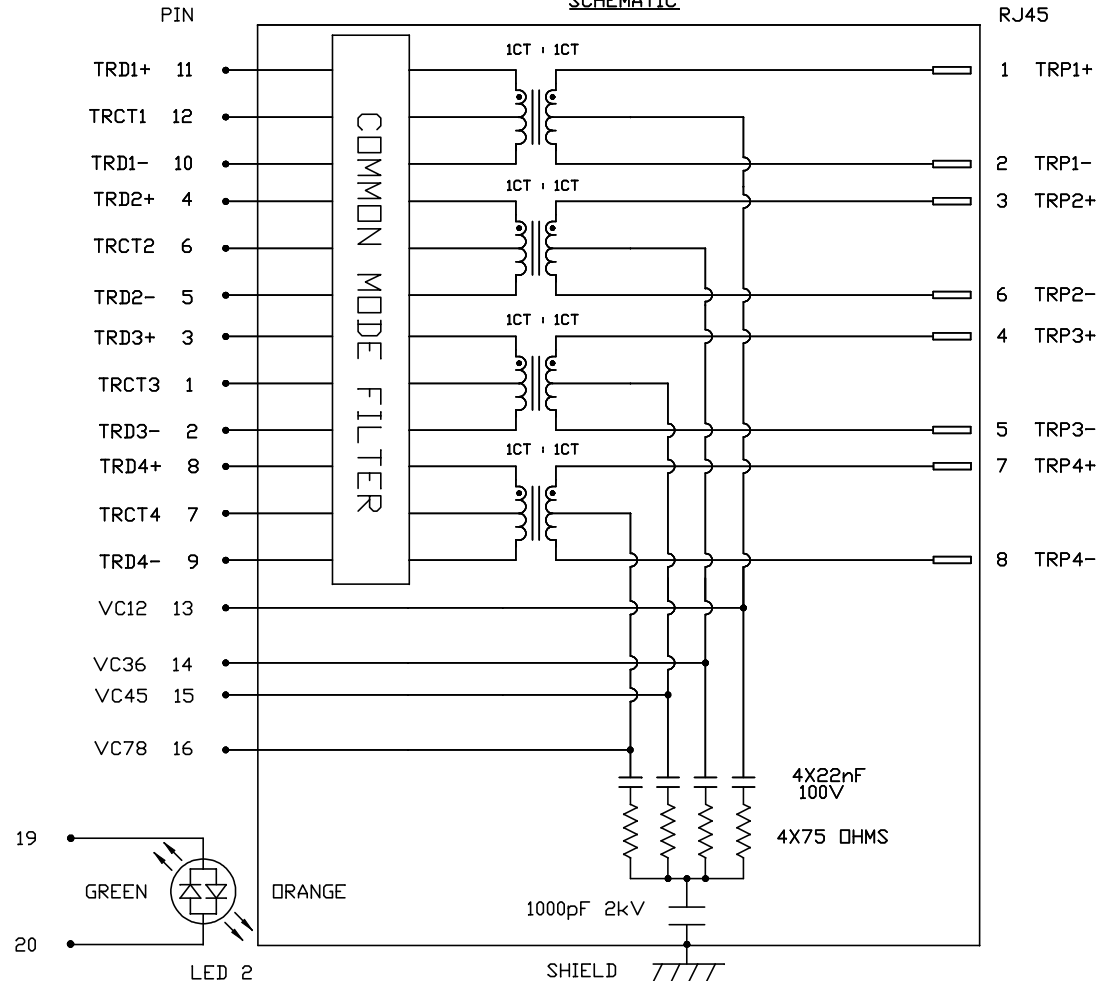 SCHEMATIC
PIN RJ45
1CT : 1CT
TRD1+ 11 1 TRP1+
TRCT1 12
TRD1- 10 2 TRP1-
1CT : 1CT
TRD2+ 4 3 TRP2+
TRCT2 6
TRD2- 5 6 TRP2-
1CT : 1CT
TRD3+ 3 4 TRP3+
TRCT3 1
TRD3- 2 5 TRP3-
1CT : 1CT
TRD4+ 8 7 TRP4+
TRCT4 7
TRD4- 9 8 TRP4-
COMMON MODE FILTER
VC12 13
VC36 14
VC45 15
VC78 16
4X22nF
100V
4X75 OHMS
19
GREEN ORANGE
1000pF 2kV
20
LED 2
SHIELD